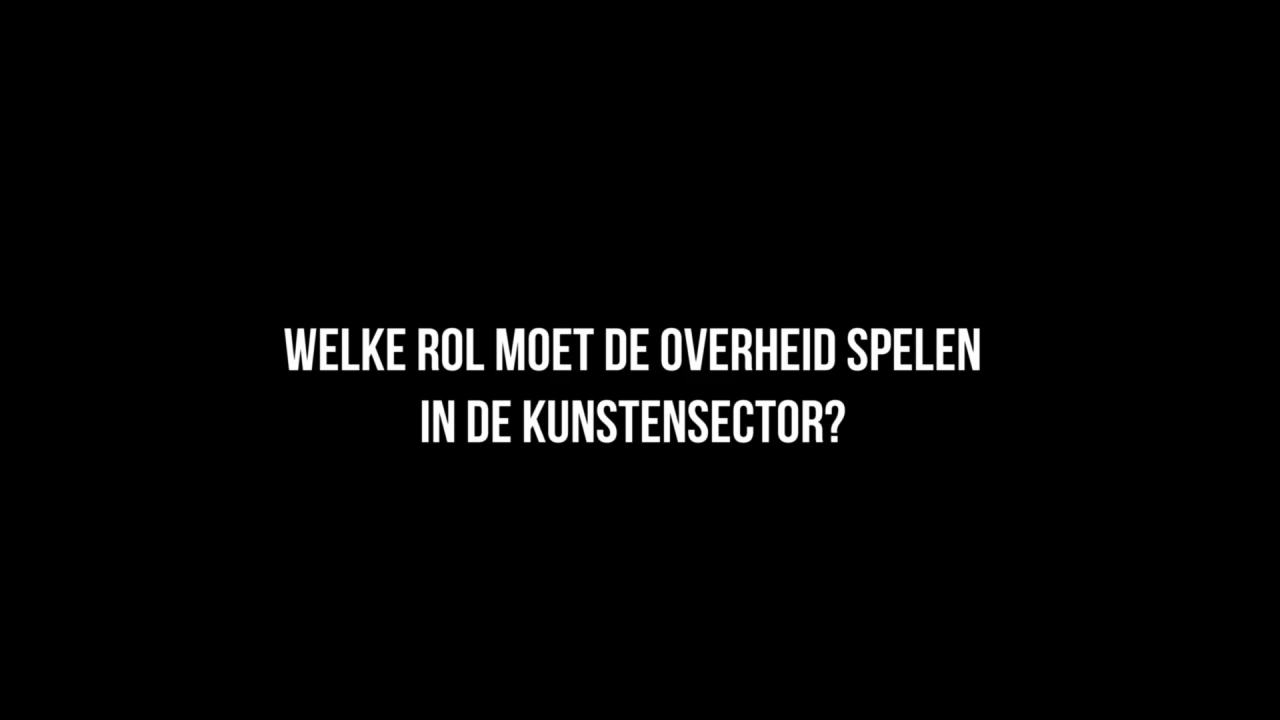 WELKE ROL MOET DE OVERHEID SPELEN
IN DE KUNSTENSECTOR?